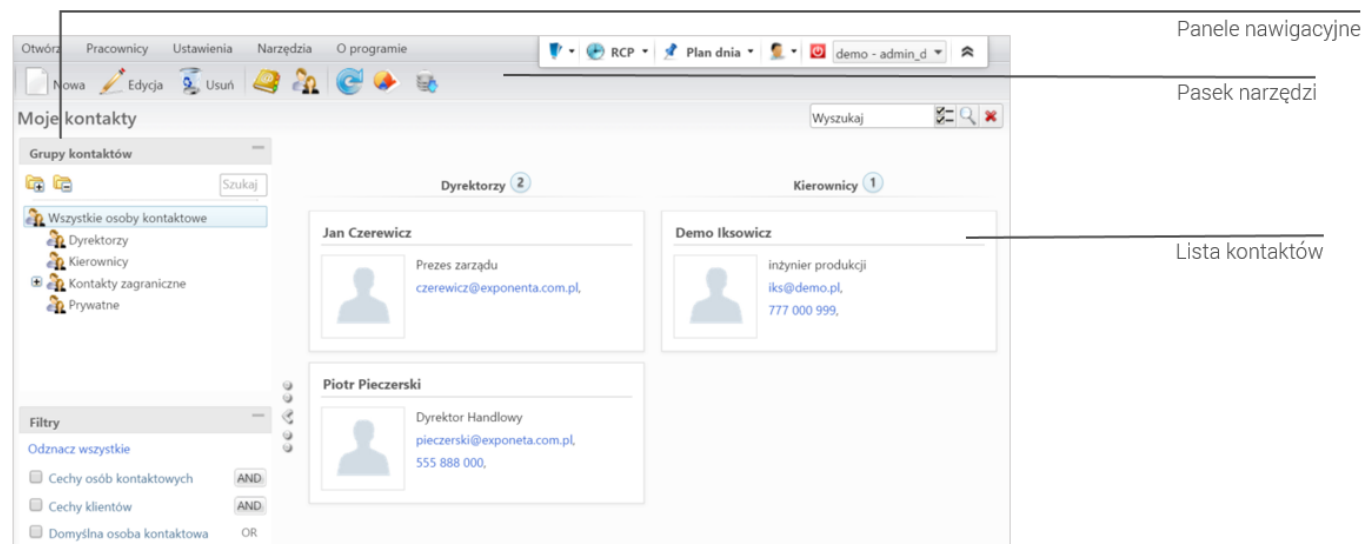 Panele nawigacyjne
Otwórz Pracownicy Ustawienia Narzędzia O programie
RCP Plan dnia demo - admin_d
Nowa Edycja Usuń
Pasek narzędzi
Moje kontakty
Wyszukaj
Grupy kontaktów
Szukaj
Wszystkie osoby kontaktowe
Dyrektorzy
Kierownicy
Kontakty zagraniczne
Prywatne
Filtry
Odznacz wszystkie
Cechy osób kontaktowych AND
Cechy klientów AND
Domyślna osoba kontaktowa OR
Dyrektorzy 2
Jan Czerewicz
Prezes zarządu
czerewicz@exponenta.com.pl,
Piotr Pieczerski
Dyrektor Handlowy
pieczerski@exponeta.com.pl,
555 888 000,
Kierownicy 1
Demo Iksowicz
inżynier produkcji
iks@demo.pl,
777 000 999,
Lista kontaktów